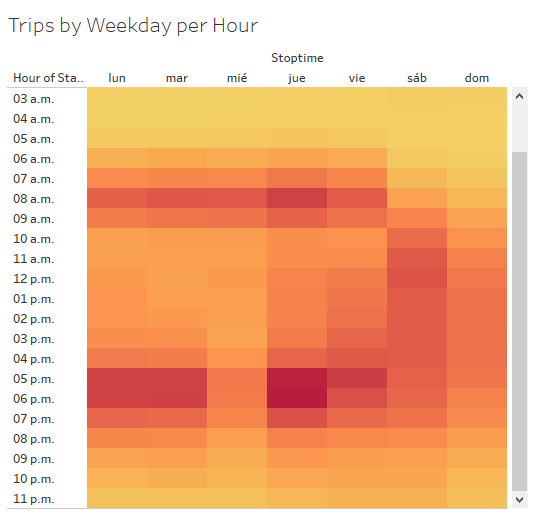 Trips by Weekday per Hour
Stoptime
Hour of Sta.. lun mar mié jue vie sáb dom
03 a.m.
04 a.m.
05 a.m.
06 a.m.
07 a.m.
08 a.m.
09 a.m.
10 a.m.
11 a.m.
12 p.m.
01 p.m.
02 p.m.
03 p.m.
04 p.m.
05 p.m.
06 p.m.
07 p.m.
08 p.m.
09 p.m.
10 p.m.
11 p.m.